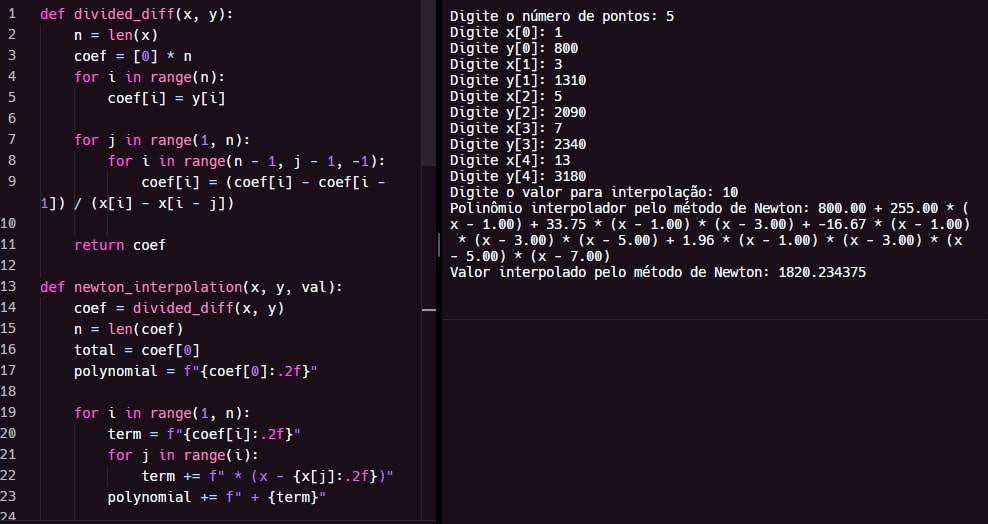 1 def divided_diff(x, y):
2     n = len(x)
3     coef = [0] * n
4     for i in range(n):
5         coef[i] = y[i]
6
7     for j in range(1, n):
8         for i in range(n - 1, j - 1, -1):
9             coef[i] = (coef[i] - coef[i -
1]) / (x[i] - x[i - j])
10
11     return coef
12
13 def newton_interpolation(x, y, val):
14     coef = divided_diff(x, y)
15     n = len(coef)
16     total = coef[0]
17     polynomial = f"{coef[0]:.2f}"
18
19     for i in range(1, n):
20         term = f"{coef[i]:.2f}"
21         for j in range(i):
22             term += f" * (x - {x[j]:.2f})"
23         polynomial += f" + {term}"
24
Digite o número de pontos: 5
Digite x[0]: 1
Digite y[0]: 800
Digite x[1]: 3
Digite y[1]: 1310
Digite x[2]: 5
Digite y[2]: 2090
Digite x[3]: 7
Digite y[3]: 2340
Digite x[4]: 13
Digite y[4]: 3180
Digite o valor para interpolação: 10
Polinômio interpolador pelo método de Newton: 800.00 + 255.00 * (
x - 1.00) + 33.75 * (x - 1.00) * (x - 3.00) + -16.67 * (x - 1.00)
 * (x - 3.00) * (x - 5.00) + 1.96 * (x - 1.00) * (x - 3.00) * (x
- 5.00) * (x - 7.00)
Valor interpolado pelo método de Newton: 1820.234375